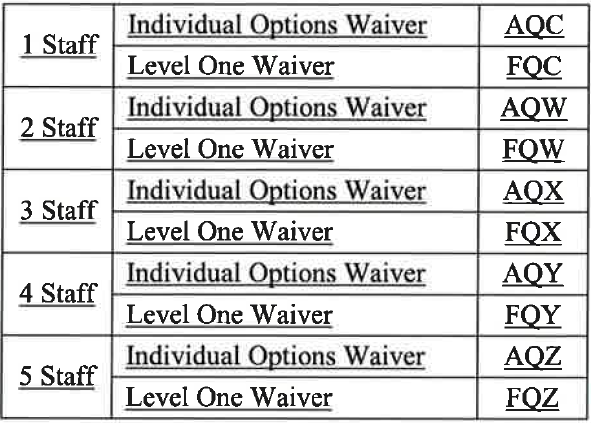 1 Staff
Individual Options Waiver AQC
Level One Waiver FQC
2 Staff
Individual Options Waiver AQW
Level One Waiver FQW
3 Staff
Individual Options Waiver AQX
Level One Waiver FQX
4 Staff
Individual Options Waiver AQY
Level One Waiver FQY
5 Staff
Individual Options Waiver AQZ
Level One Waiver FQZ